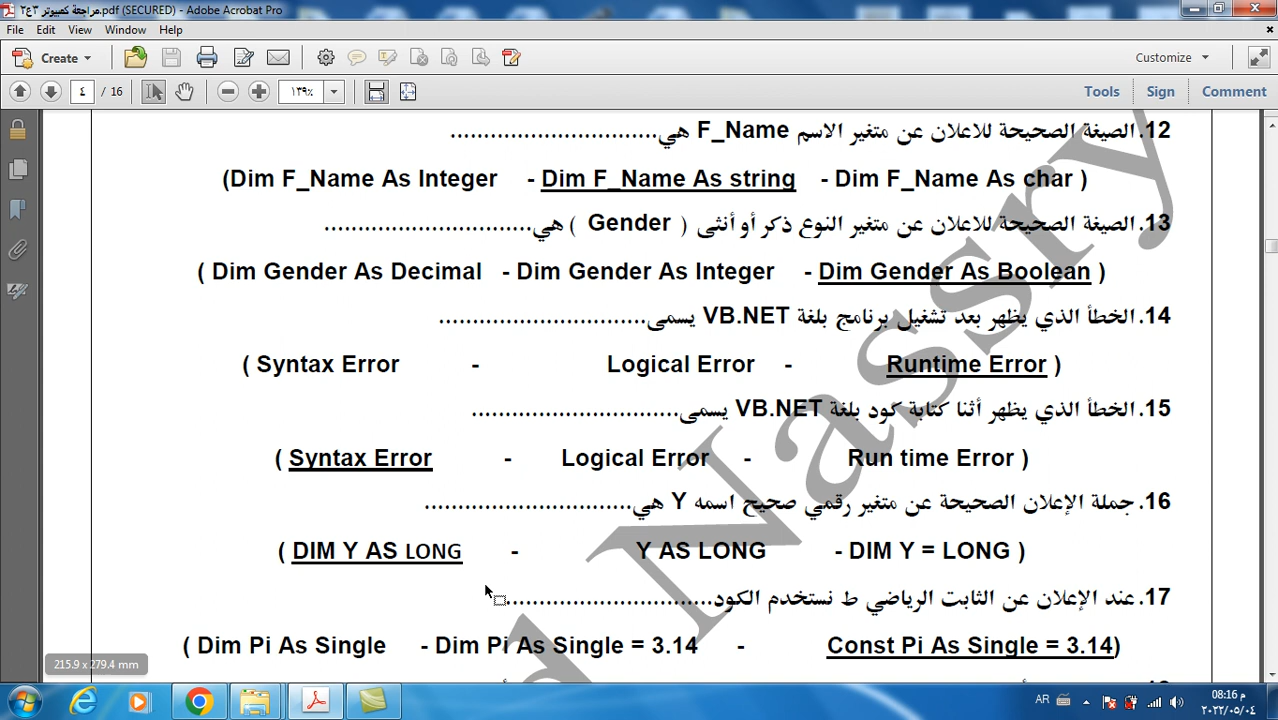 مراجعة كمبيوتر ٣ع٢.pdf (SECURED) - Adobe Acrobat Pro
File Edit View Window Help
Create Customize
٤ / 16 ١٣٩% Tools Sign Comment
12. الصيغة الصحيحة للاعلان عن متغير الاسم F_Name هي..............................
(Dim F_Name As Integer - Dim F_Name As string - Dim F_Name As char )
13. الصيغة الصحيحة للاعلان عن متغير النوع ذكر أو أنثى ( Gender ) هي..............................
( Dim Gender As Decimal - Dim Gender As Integer - Dim Gender As Boolean )
14. الخطأ الذي يظهر بعد تشغيل برنامج بلغة VB.NET يسمى..............................
( Syntax Error - Logical Error - Runtime Error )
15. الخطأ الذي يظهر أثنا كتابة كود بلغة VB.NET يسمى..............................
( Syntax Error - Logical Error - Run time Error )
16. جملة الإعلان الصحيحة عن متغير رقمي صحيح اسمه Y هي..............................
( DIM Y AS LONG - Y AS LONG - DIM Y = LONG )
17. عند الإعلان عن الثابت الرياضي ط نستخدم الكود..............................
( Dim Pi As Single - Dim Pi As Single = 3.14 - Const Pi As Single = 3.14)
d Nassry
215.9 x 279.4 mm
AR 08:16 م
٢٠٢٢/٠٥/٠٤